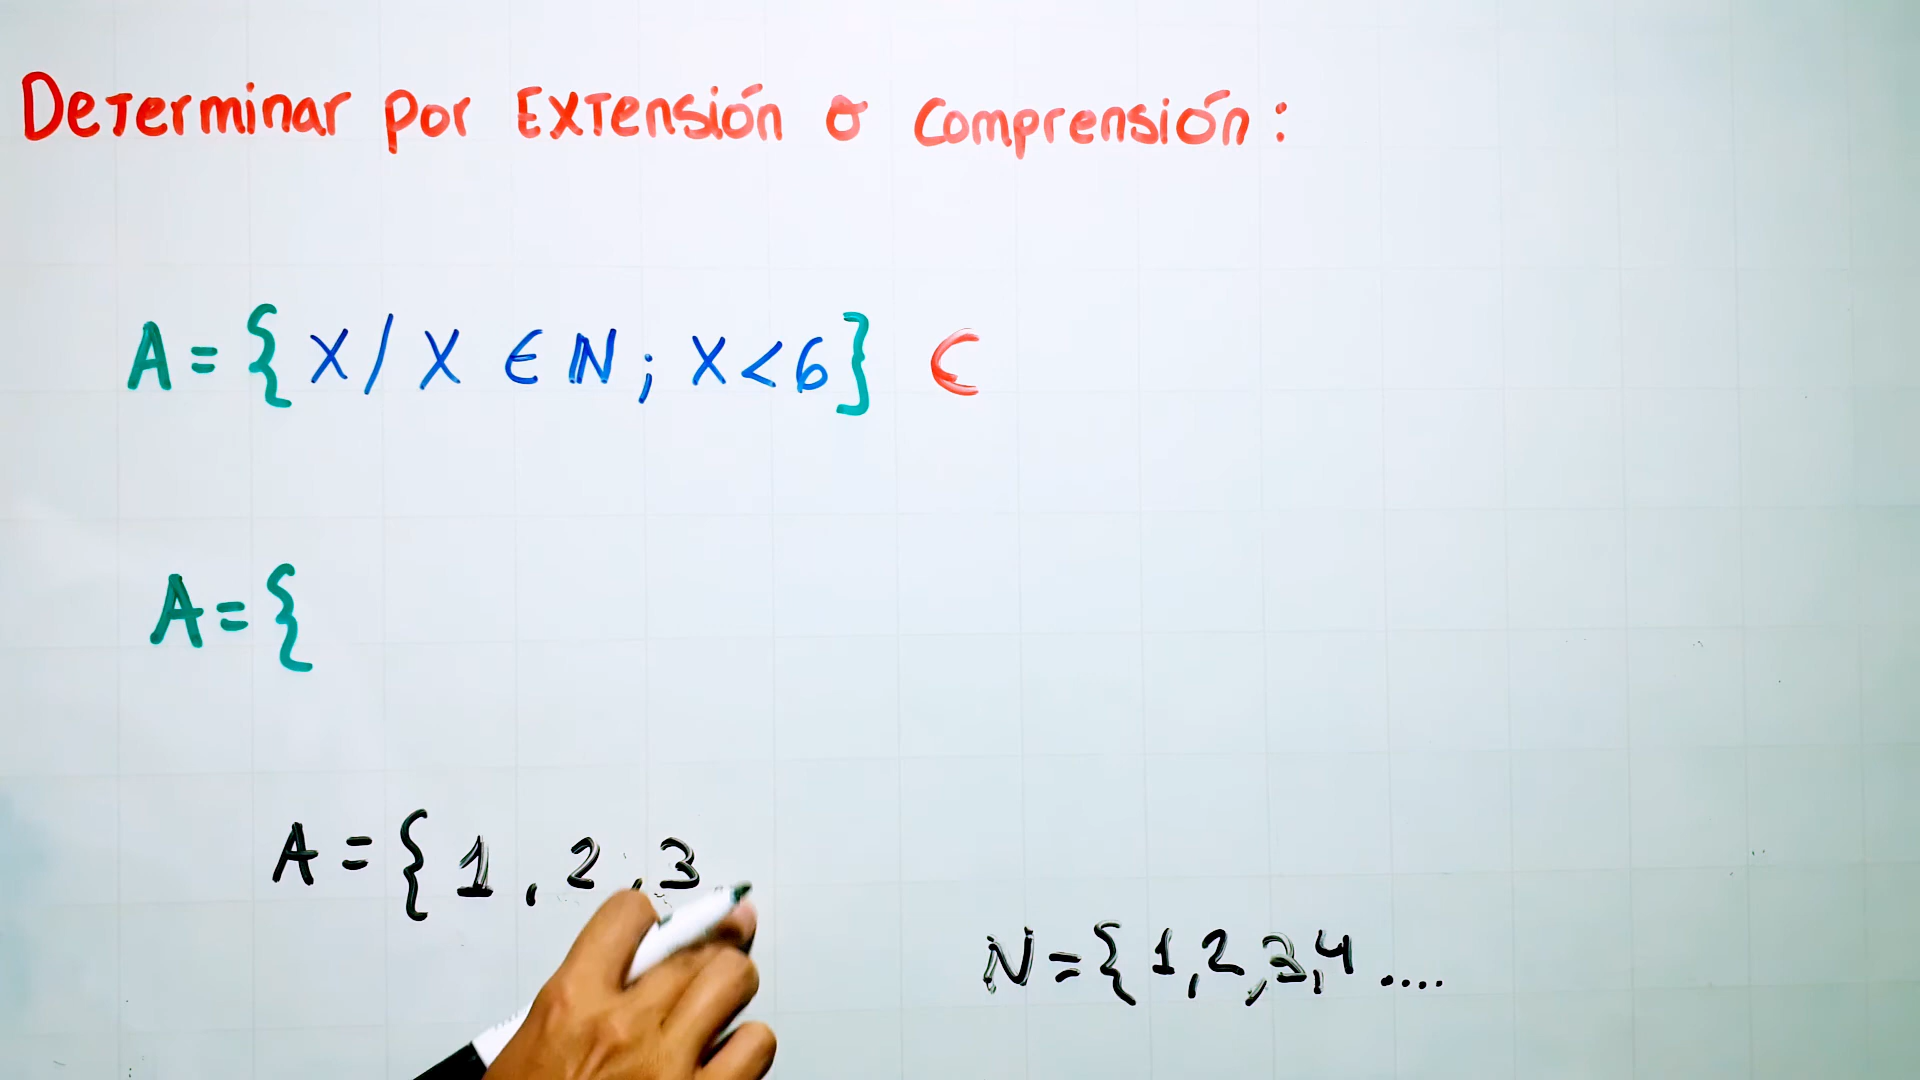 Determinar por Extensión o Comprensión:
A = { X / X ∈ N ; X < 6 } C
A = {
A = { 1 , 2 , 3
N = { 1, 2, 3, 4 ....